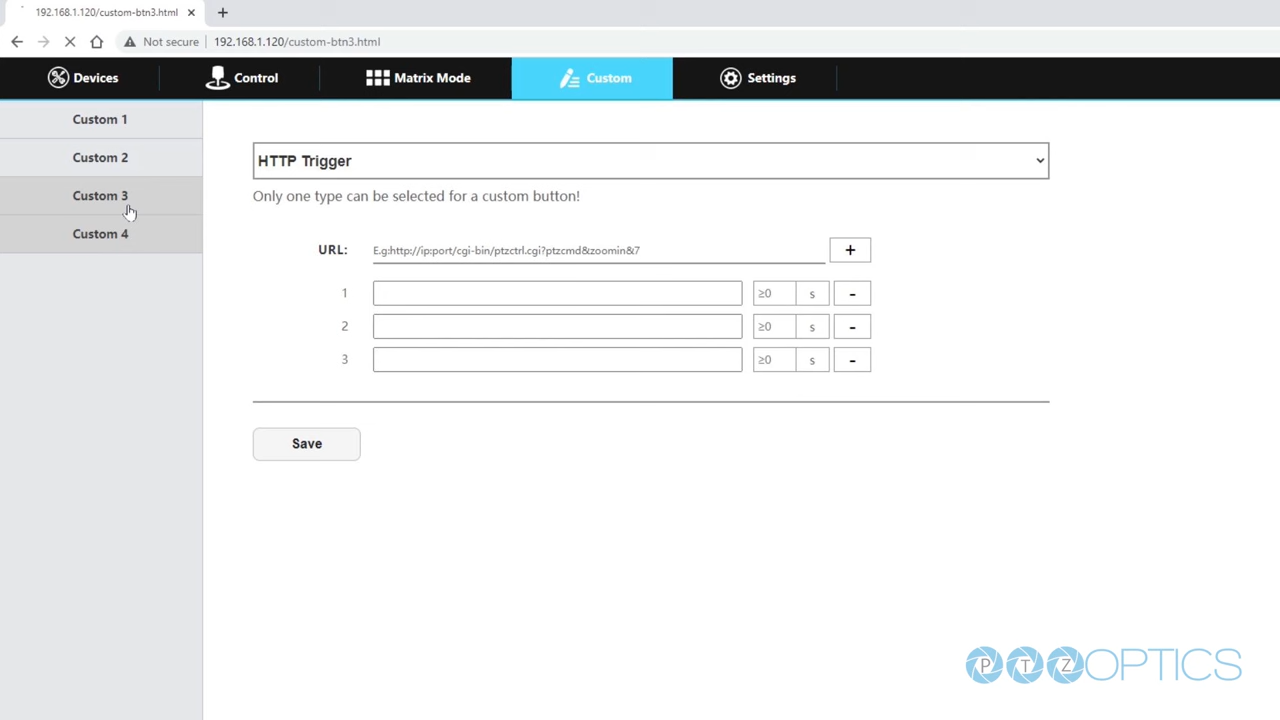 192.168.1.120/custom-btn3.html
Not secure 192.168.1.120/custom-btn3.html
Devices Control Matrix Mode Custom Settings
Custom 1
Custom 2
Custom 3
Custom 4
HTTP Trigger
Only one type can be selected for a custom button!
URL: E.g:http://ip:port/cgi-bin/ptzctrl.cgi?ptzcmd&zoomin&7 +
1 ≥0 s -
2 ≥0 s -
3 ≥0 s -
Save
PTZOPTICS